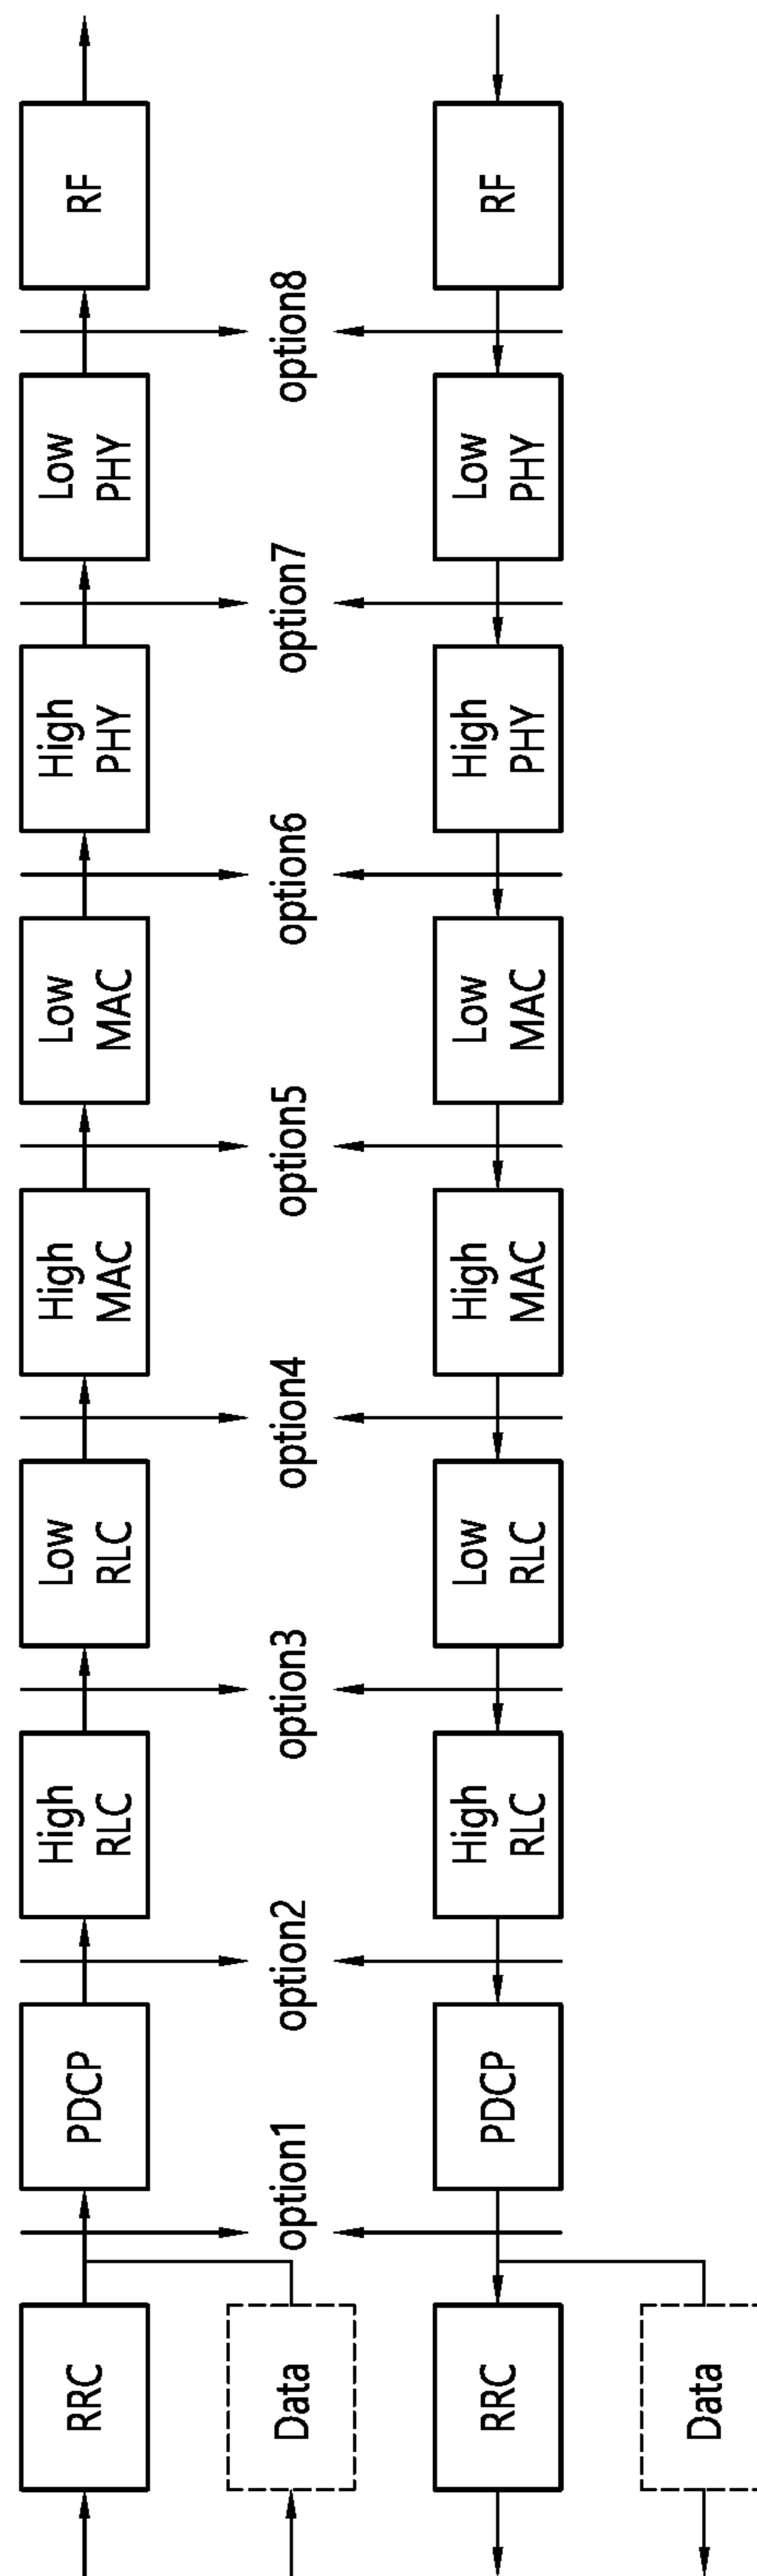 RRC
PDCP
High
RLC
Low
RLC
High
MAC
Low
MAC
High
PHY
Low
PHY
RF
Data
option1
option2
option3
option4
option5
option6
option7
option8
RRC
PDCP
High
RLC
Low
RLC
High
MAC
Low
MAC
High
PHY
Low
PHY
RF
Data